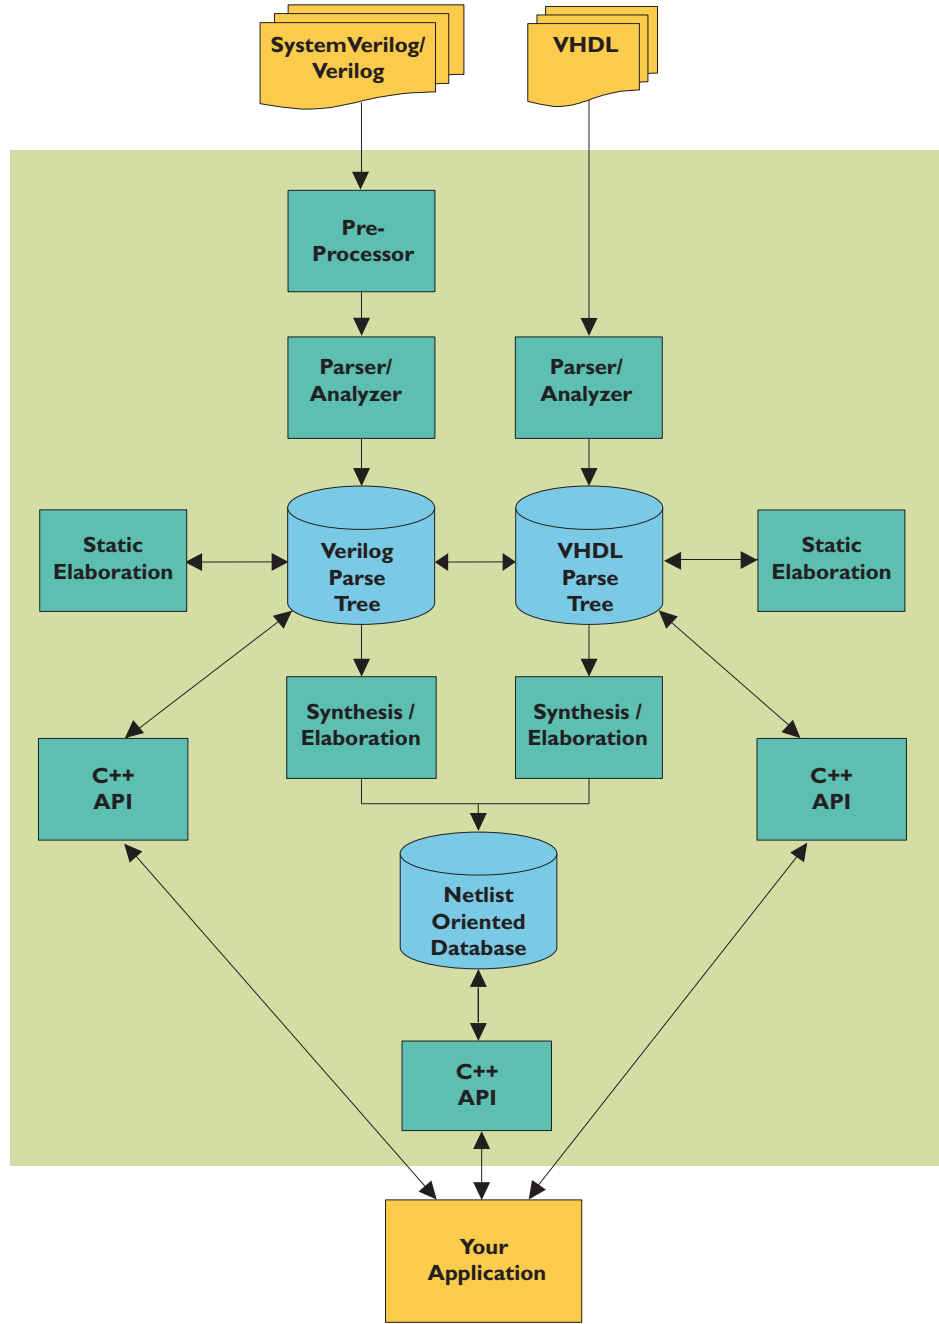 SystemVerilog/
Verilog
VHDL
Pre-
Processor
Parser/
Analyzer
Parser/
Analyzer
Static
Elaboration
Verilog
Parse
Tree
VHDL
Parse
Tree
Static
Elaboration
Synthesis /
Elaboration
Synthesis /
Elaboration
C++
API
C++
API
Netlist
Oriented
Database
C++
API
Your
Application